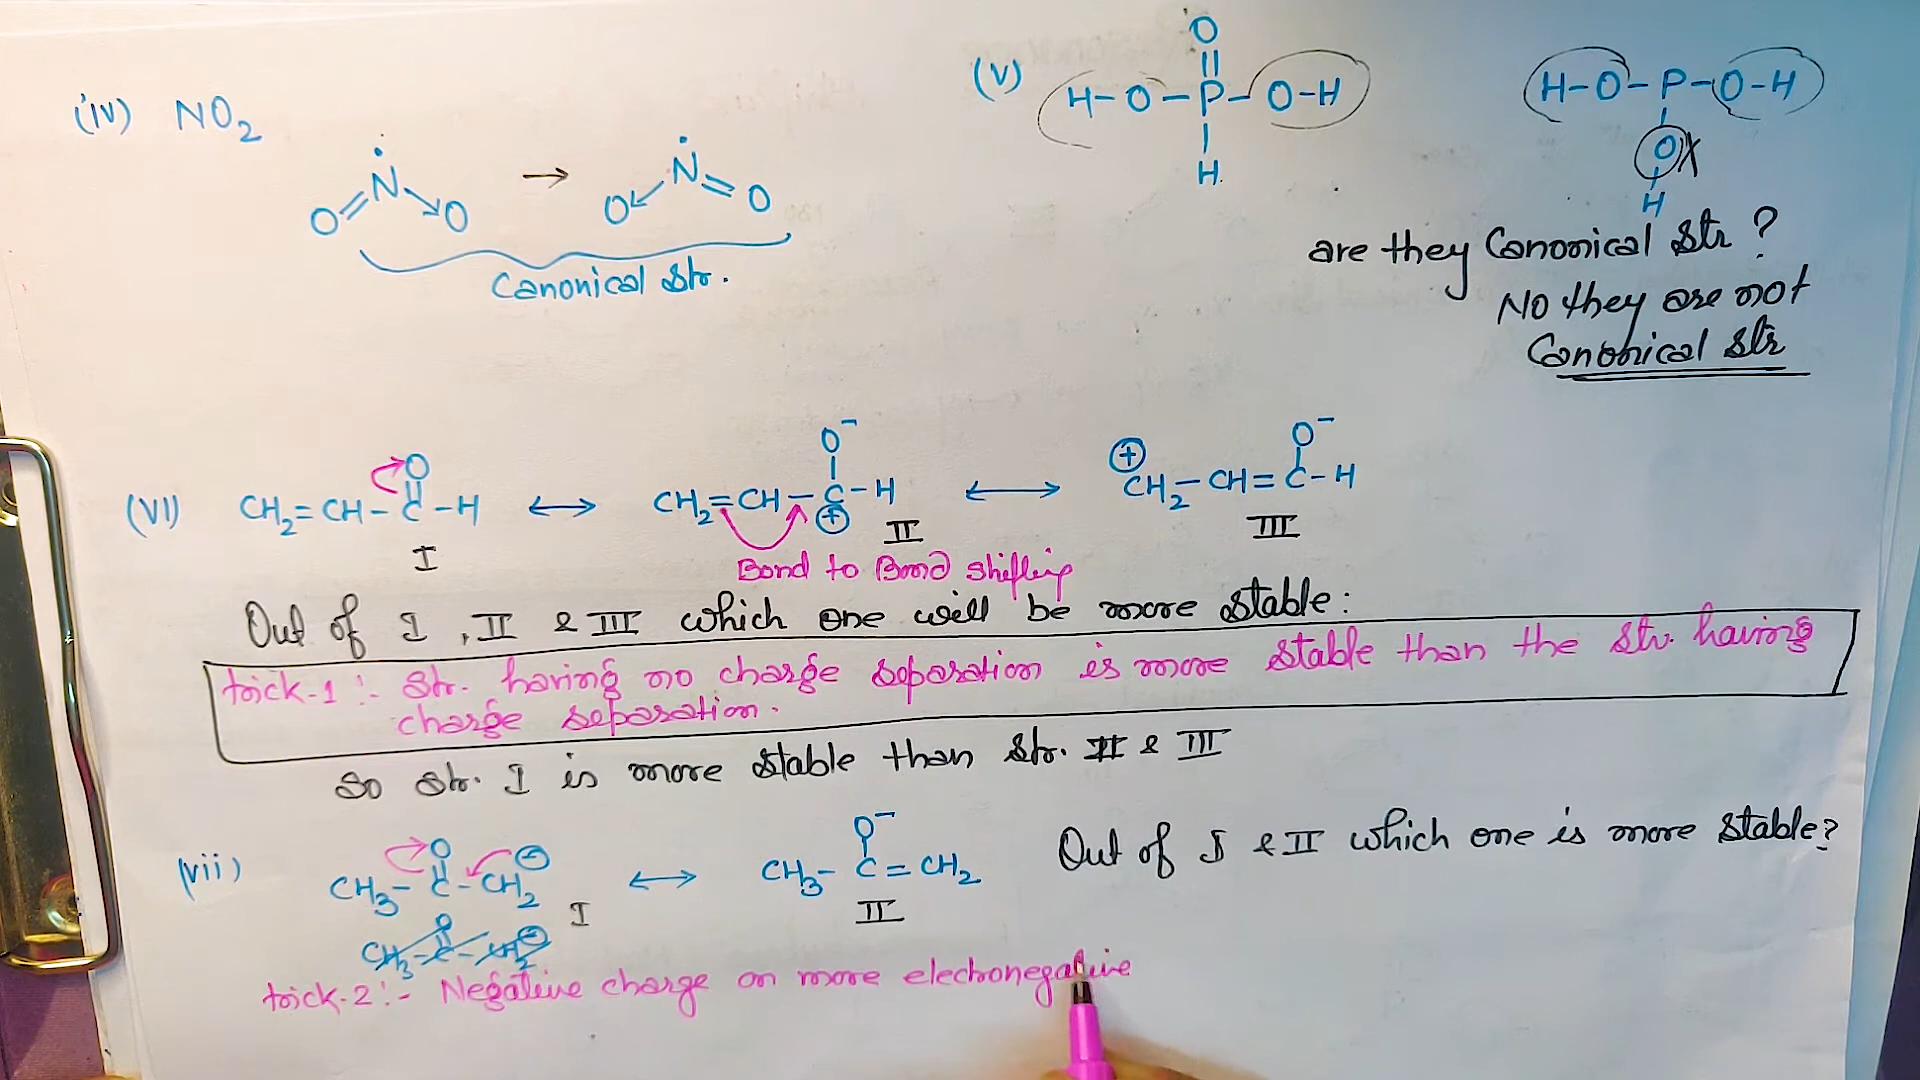 (iv) NO2
O=N→O → O←N=O
Canonical Str.
(V) O
H-O-P-O-H
H
H-O-P-O-H
O
H
are they Canonical Str ?
No they are not
Canonical Str
(VI) CH2=CH-C-H ↔ CH2=CH-C-H ↔ CH2-CH=C-H
O O⁻ O⁻
⊕ ⊕
I II III
Bond to Bond Shifting
Out of I, II & III which one will be more stable:
trick-1:- Str. having no charge separation is more stable than the str. having
charge separation.
So Str. I is more stable than Str. II & III
(vii) CH3-C-CH2 ↔ CH3-C=CH2
O ⊖ O⁻
I II
Out of I & II which one is more stable?
trick-2:- Negative charge on more electronegative